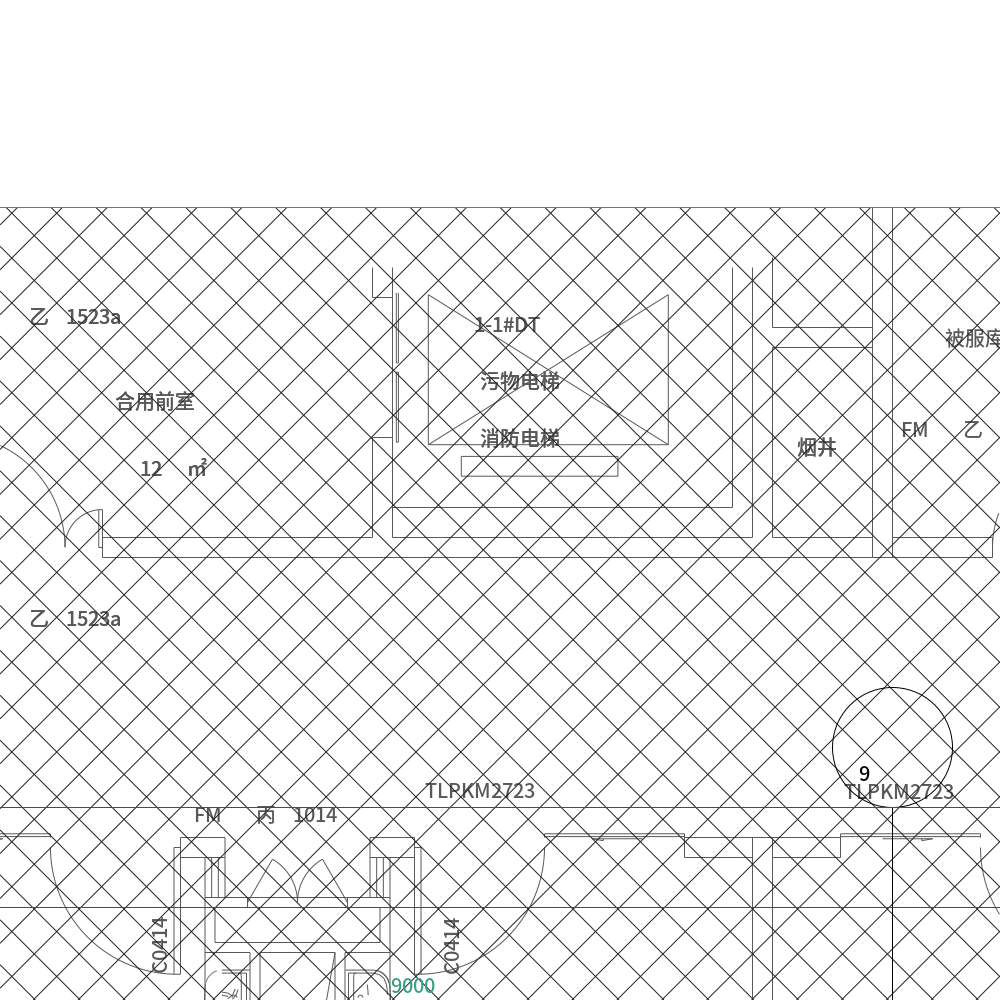 乙 1523a
1-1#DT
被服库
污物电梯
合用前室
FM 乙
消防电梯
烟井
12 ㎡
乙 1523a
9
TLPKM2723
TLPKM2723
FM 丙 1014
C0414
C0414
9000